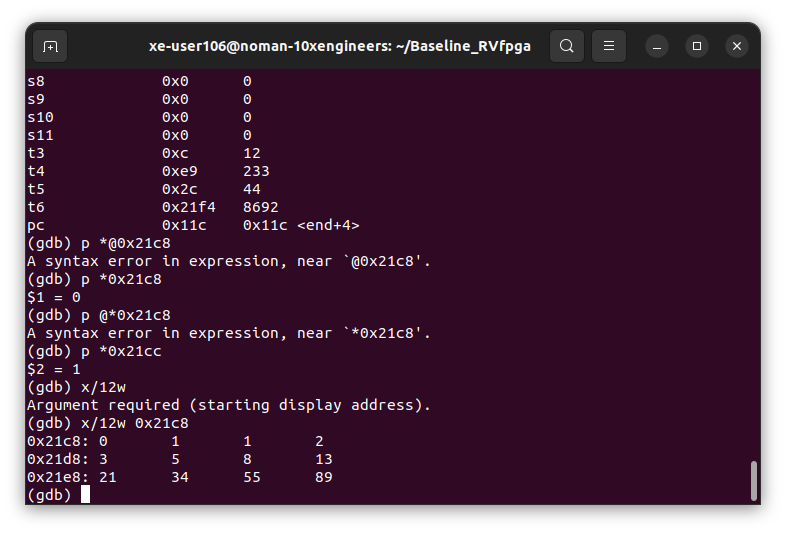 xe-user106@noman-10xengineers: ~/Baseline_RVfpga
s8 0x0 0
s9 0x0 0
s10 0x0 0
s11 0x0 0
t3 0xc 12
t4 0xe9 233
t5 0x2c 44
t6 0x21f4 8692
pc 0x11c 0x11c <end+4>
(gdb) p *@0x21c8
A syntax error in expression, near `@0x21c8'.
(gdb) p *0x21c8
$1 = 0
(gdb) p @*0x21c8
A syntax error in expression, near `*0x21c8'.
(gdb) p *0x21cc
$2 = 1
(gdb) x/12w
Argument required (starting display address).
(gdb) x/12w 0x21c8
0x21c8: 0 1 1 2
0x21d8: 3 5 8 13
0x21e8: 21 34 55 89
(gdb)